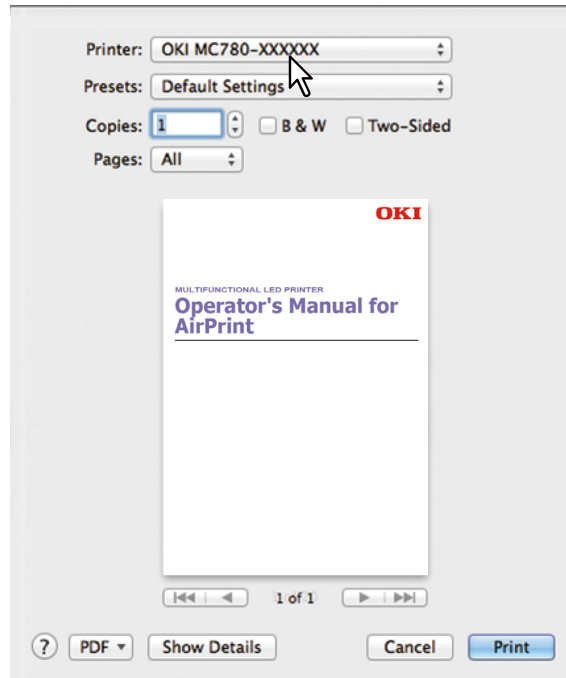 Printer: OKI MC780-XXXXXX
Presets: Default Settings
Copies: 1 B & W Two-Sided
Pages: All
OKI
MULTIFUNCTIONAL LED PRINTER
Operator's Manual for
AirPrint
1 of 1
? PDF Show Details Cancel Print